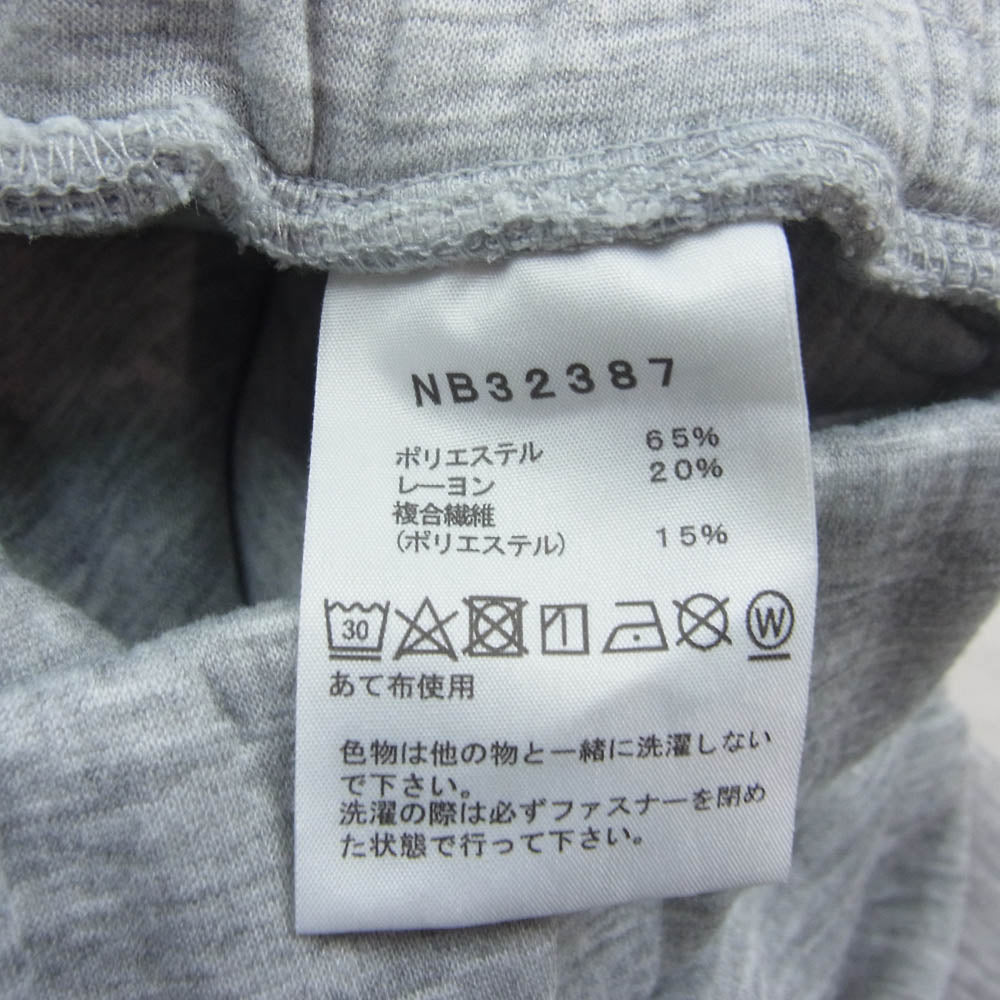 NB32387
ポリエステル 65%
レーヨン 20%
複合繊維
(ポリエステル) 15%
30 W
あて布使用
色物は他の物と一緒に洗濯しない
で下さい。
洗濯の際は必ずファスナーを閉め
た状態で行って下さい。